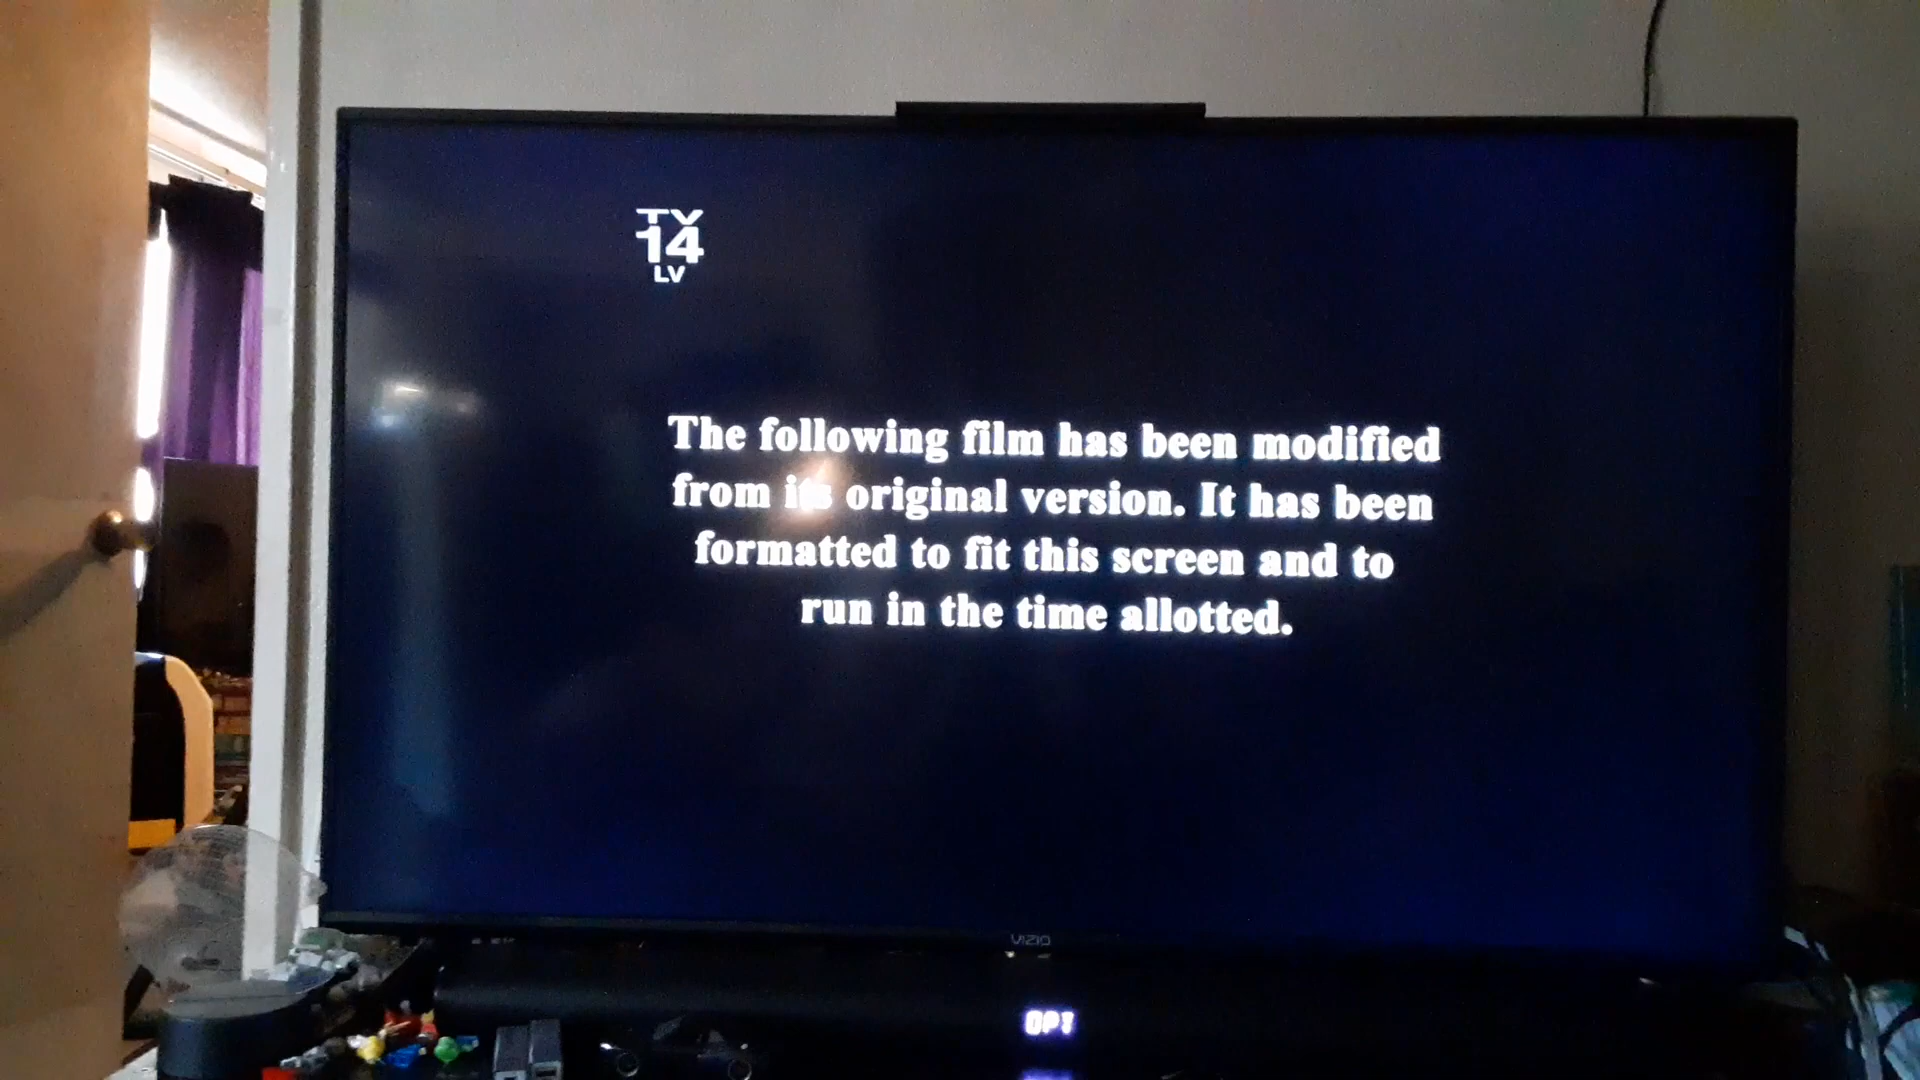 TV
14
LV
The following film has been modified
from its original version. It has been
formatted to fit this screen and to
run in the time allotted.
VIZIO
OPT